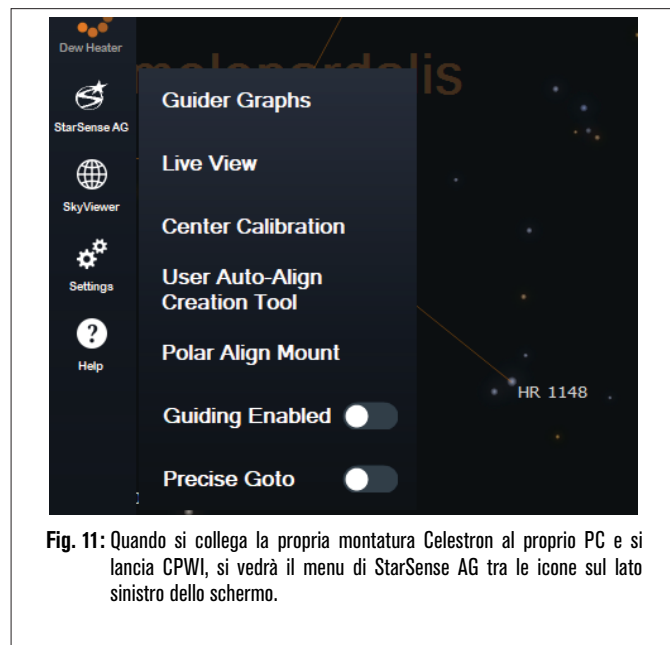 melopardalis
Dew Heater
StarSense AG
SkyViewer
Settings
Help
Guider Graphs
Live View
Center Calibration
User Auto-Align
Creation Tool
Polar Align Mount
Guiding Enabled
Precise Goto
HR 1148
Fig. 11: Quando si collega la propria montatura Celestron al proprio PC e si
lancia CPWI, si vedrà il menu di StarSense AG tra le icone sul lato
sinistro dello schermo.